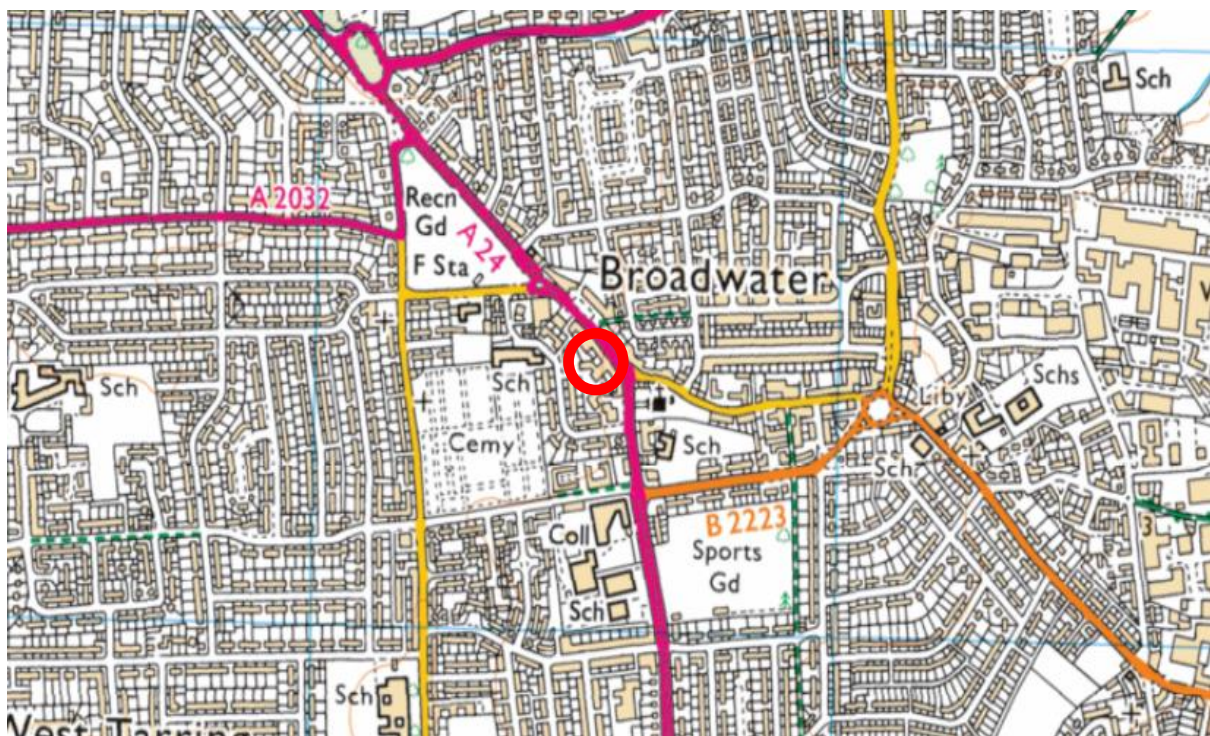 Sch
A 2032
Recn
Gd
A 24
F Sta
Broadwater
Sch
Sch
Liby
Schs
Cemy
Sch
Sch
B 2223
Coll
Sports
Gd
3
Sch
Sch
West Tarring